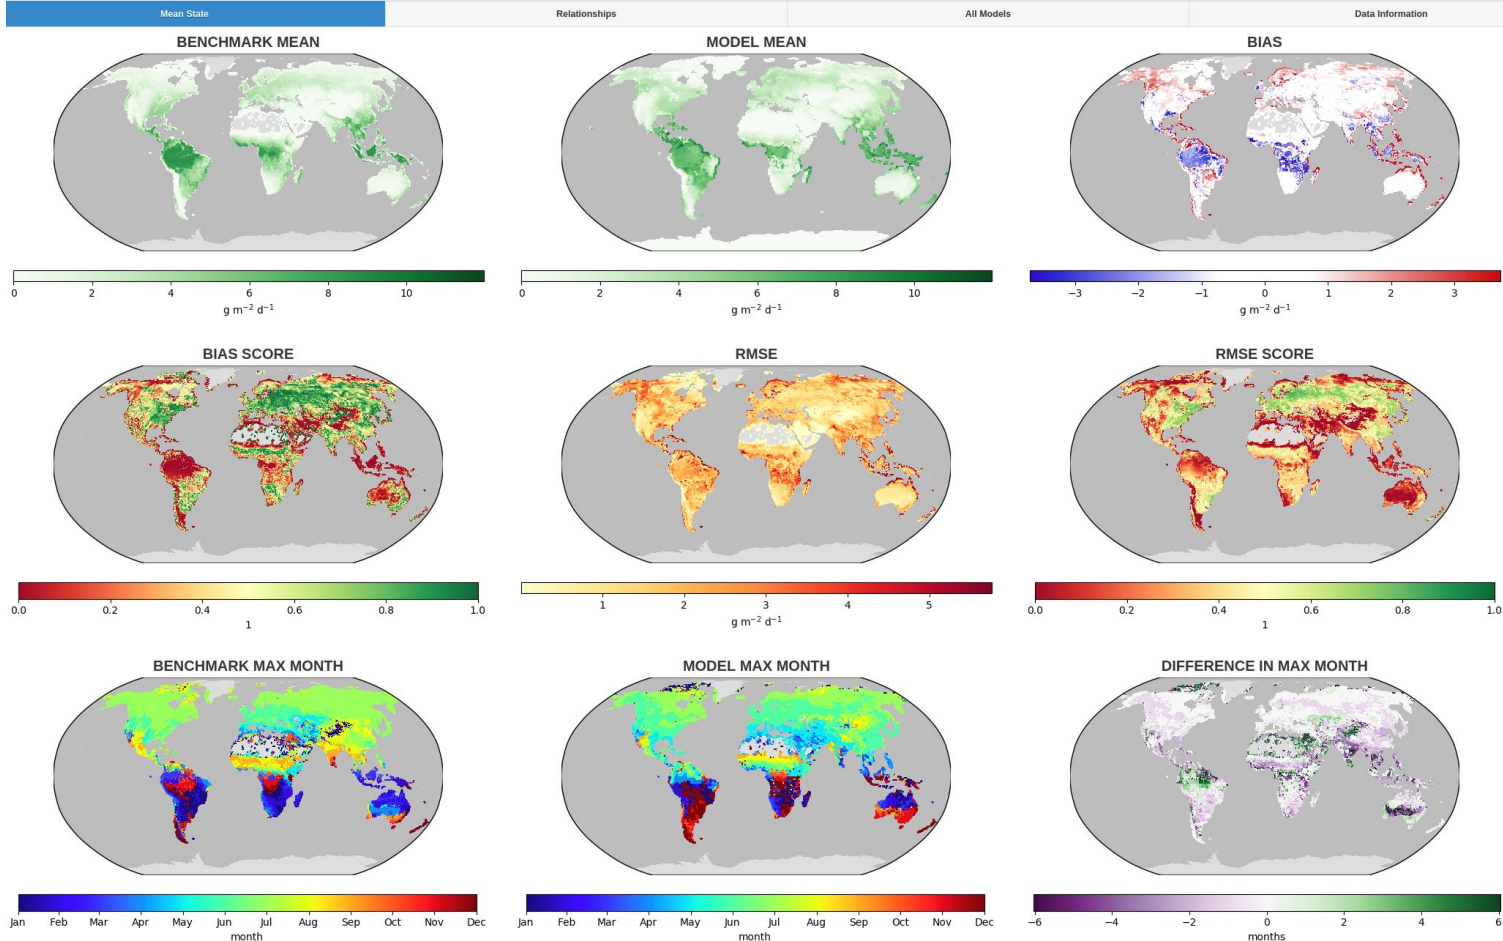 Mean State Relationships All Models Data Information
BENCHMARK MEAN MODEL MEAN BIAS
0 2 4 6 8 10
g m⁻² d⁻¹
0 2 4 6 8 10
g m⁻² d⁻¹
−3 −2 −1 0 1 2 3
g m⁻² d⁻¹
BIAS SCORE RMSE RMSE SCORE
0.0 0.2 0.4 0.6 0.8 1.0
1
1 2 3 4 5
g m⁻² d⁻¹
0.0 0.2 0.4 0.6 0.8 1.0
1
BENCHMARK MAX MONTH MODEL MAX MONTH DIFFERENCE IN MAX MONTH
Jan Feb Mar Apr May Jun Jul Aug Sep Oct Nov Dec
month
Jan Feb Mar Apr May Jun Jul Aug Sep Oct Nov Dec
month
−6 −4 −2 0 2 4 6
months